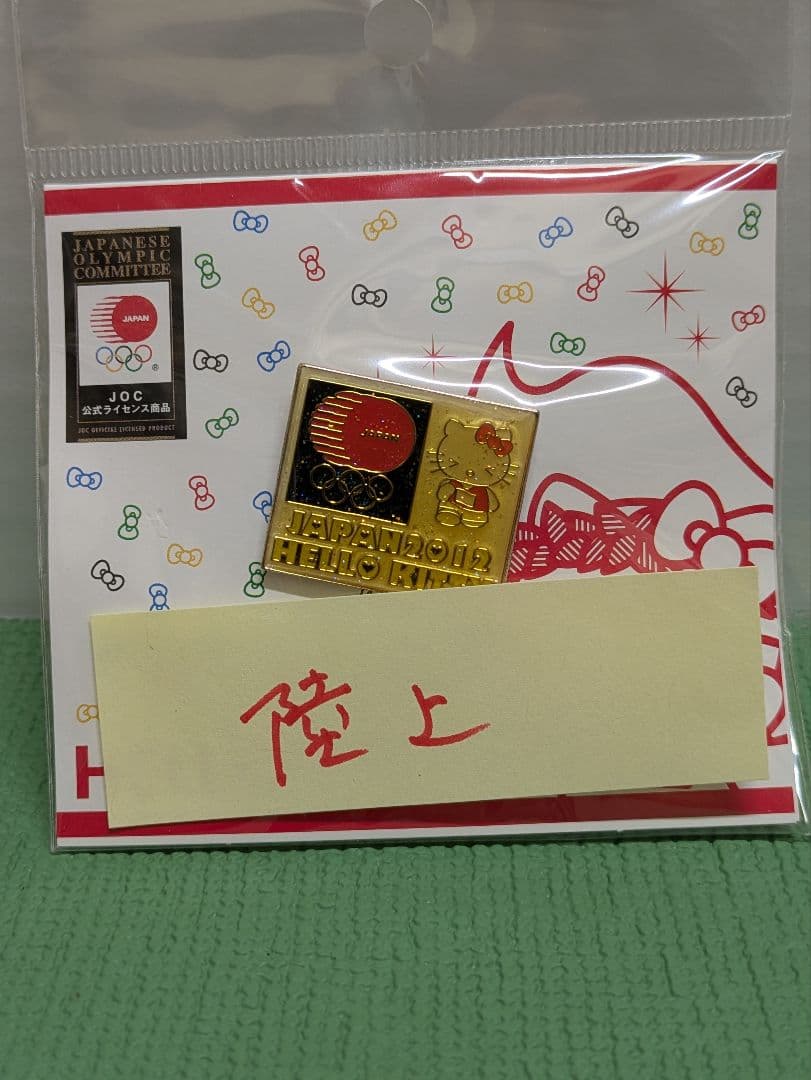 JAPANESE
OLYMPIC
COMMITTEE
JAPAN
®
JOC
公式ライセンス商品
JOC OFFICIAL LICENSED PRODUCT
JAPAN
JAPAN2012
HELLO
陸上